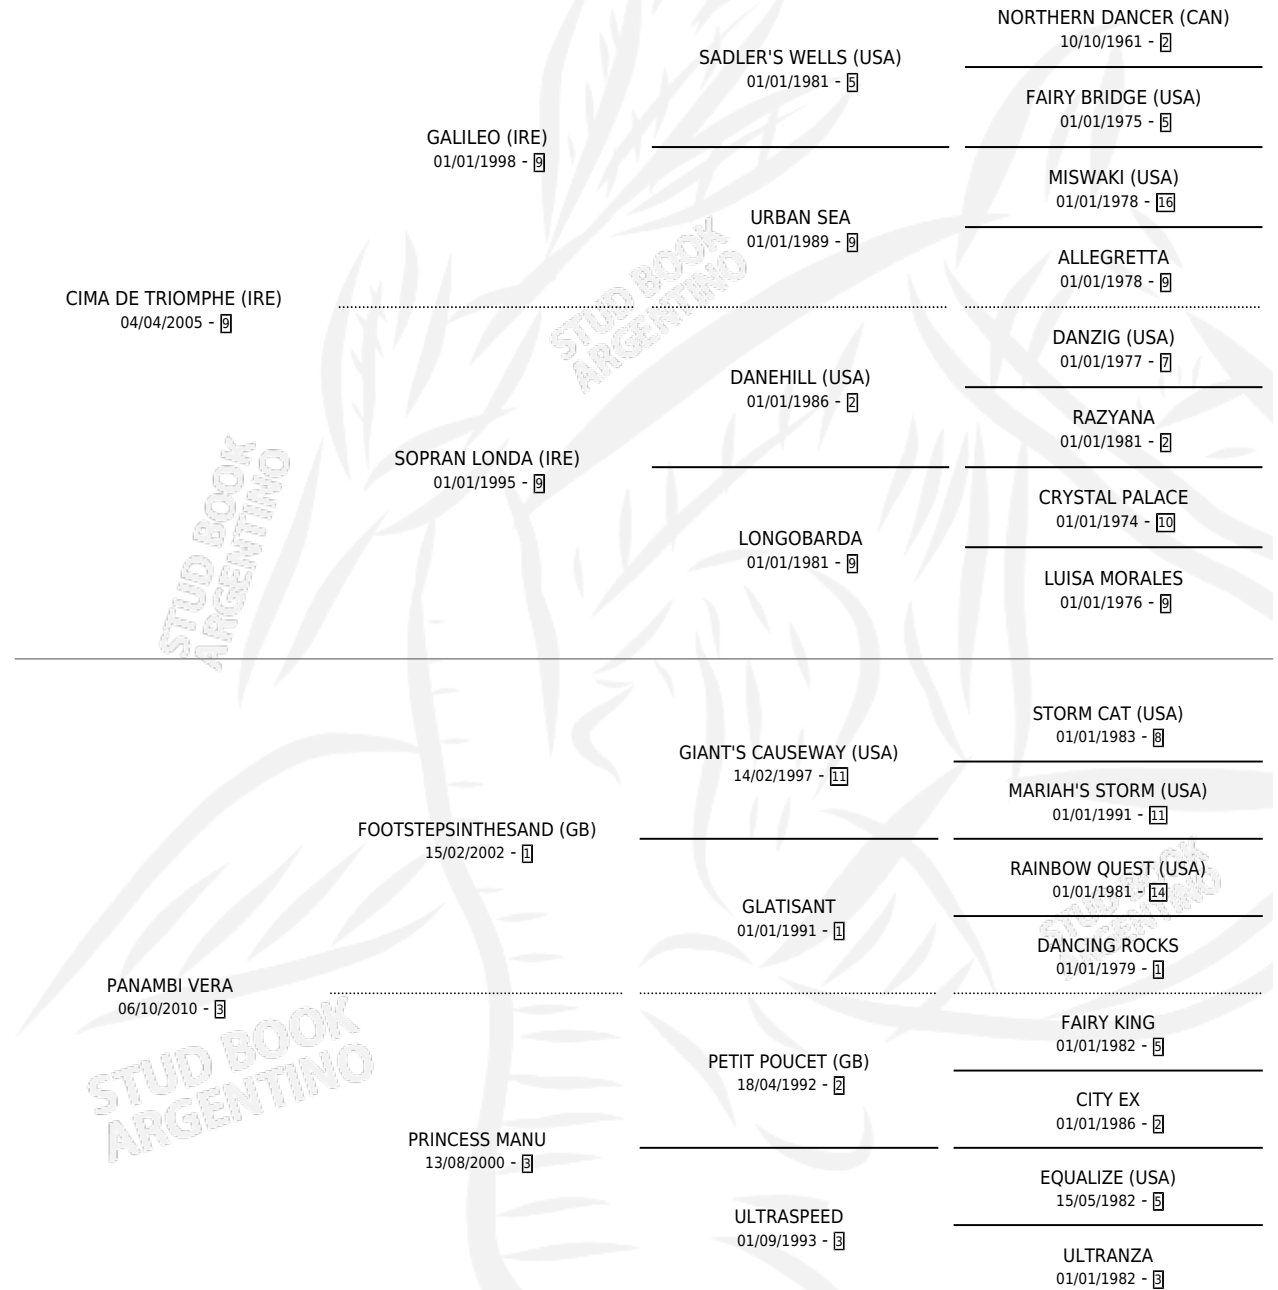 NORTHERN DANCER (CAN)
10/10/1961 - 2
SADLER'S WELLS (USA)
01/01/1981 - 5
FAIRY BRIDGE (USA)
01/01/1975 - 5
GALILEO (IRE)
01/01/1998 - 9
MISWAKI (USA)
01/01/1978 - 16
URBAN SEA
01/01/1989 - 9
ALLEGRETTA
01/01/1978 - 9
CIMA DE TRIOMPHE (IRE)
04/04/2005 - 9
STUD BOOK
ARGENTINO
DANZIG (USA)
01/01/1977 - 7
DANEHILL (USA)
01/01/1986 - 2
RAZYANA
01/01/1981 - 2
SOPRAN LONDA (IRE)
01/01/1995 - 9
CRYSTAL PALACE
01/01/1974 - 10
LONGOBARDA
01/01/1981 - 9
LUISA MORALES
01/01/1976 - 9
STUD BOOK
ARGENTINO
STORM CAT (USA)
01/01/1983 - 8
GIANT'S CAUSEWAY (USA)
14/02/1997 - 11
MARIAH'S STORM (USA)
01/01/1991 - 11
FOOTSTEPSINTHESAND (GB)
15/02/2002 - 1
RAINBOW QUEST (USA)
01/01/1981 - 14
GLATISANT
01/01/1991 - 1
DANCING ROCKS
01/01/1979 - 1
STUD BOOK
ARGENTINO
PANAMBI VERA
06/10/2010 - 3
FAIRY KING
01/01/1982 - 5
PETIT POUCET (GB)
18/04/1992 - 2
CITY EX
01/01/1986 - 2
STUD BOOK
ARGENTINO
PRINCESS MANU
13/08/2000 - 3
EQUALIZE (USA)
15/05/1982 - 5
ULTRASPEED
01/09/1993 - 3
ULTRANZA
01/01/1982 - 3